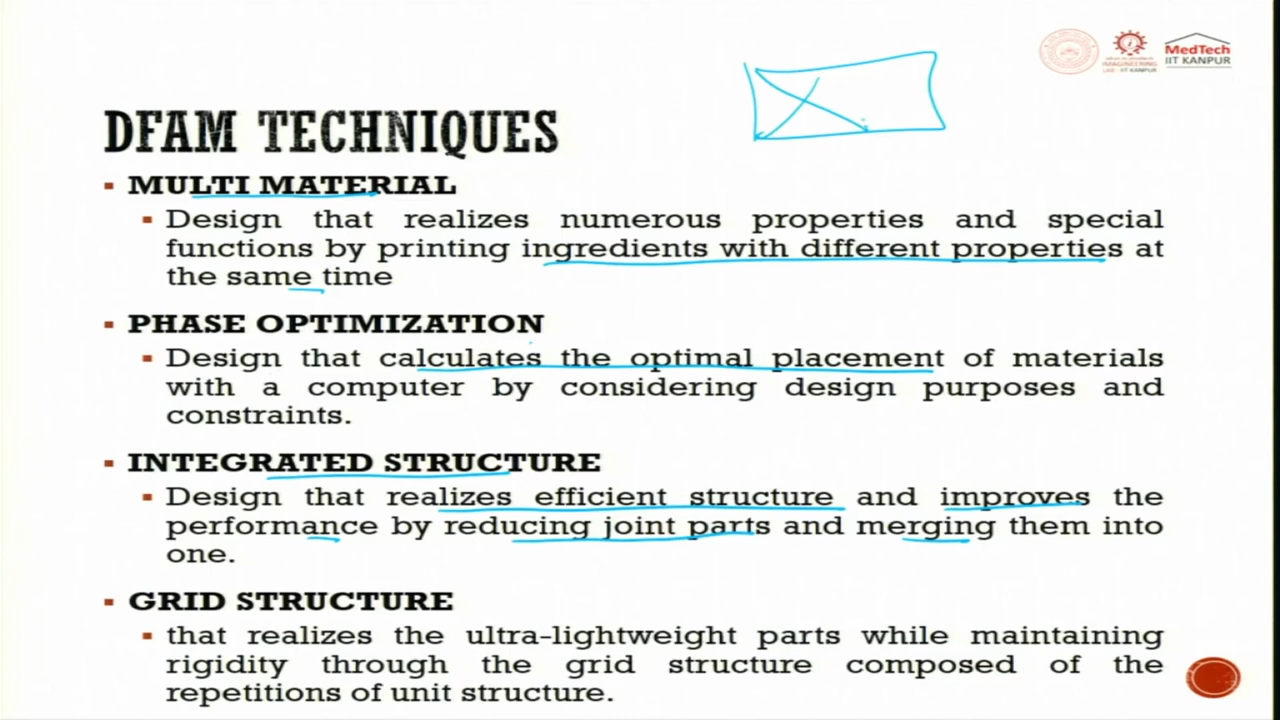 MedTech
IIT KANPUR
IMAGINEERING
LAB - IIT KANPUR
DFAM TECHNIQUES
MULTI MATERIAL
Design that realizes numerous properties and special
functions by printing ingredients with different properties at
the same time
PHASE OPTIMIZATION
Design that calculates the optimal placement of materials
with a computer by considering design purposes and
constraints.
INTEGRATED STRUCTURE
Design that realizes efficient structure and improves the
performance by reducing joint parts and merging them into
one.
GRID STRUCTURE
that realizes the ultra-lightweight parts while maintaining
rigidity through the grid structure composed of the
repetitions of unit structure.